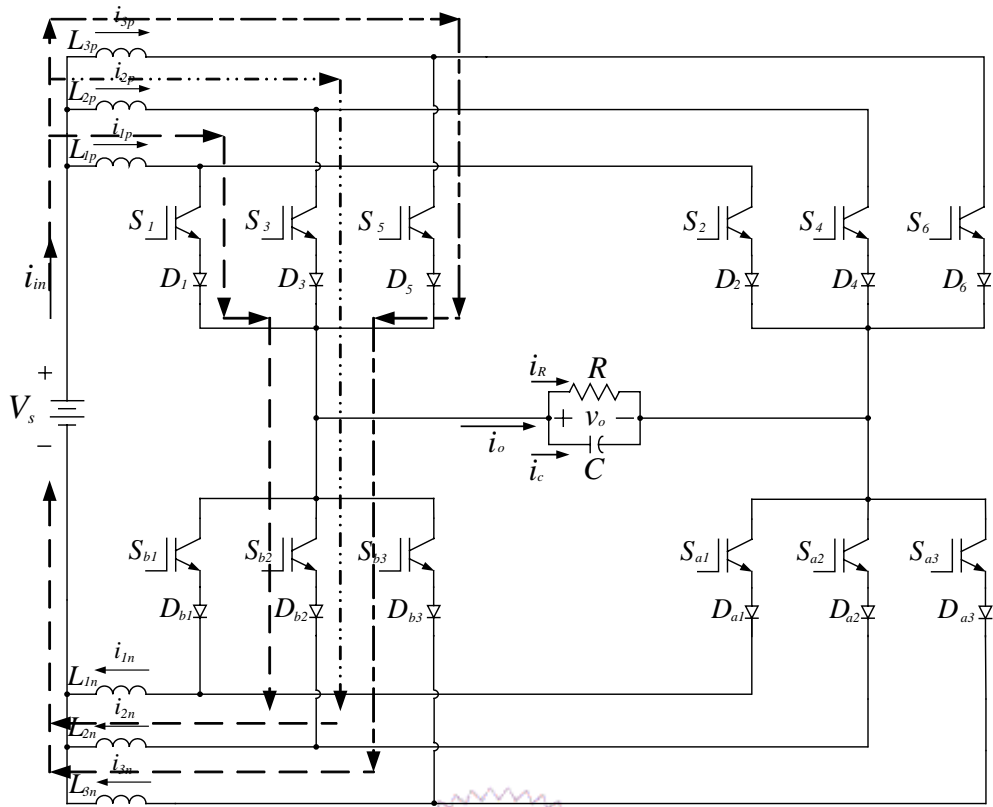 i3p
L3p
i2p
L2p
i1p
L1p
S1 S3 S5 S2 S4 S6
iin
D1 D3 D5 D2 D4 D6
+
Vs
−
iR R
+ vo −
io
ic C
Sb1 Sb2 Sb3 Sa1 Sa2 Sa3
Db1 Db2 Db3 Da1 Da2 Da3
i1n
L1n
i2n
L2n
i3n
L3n